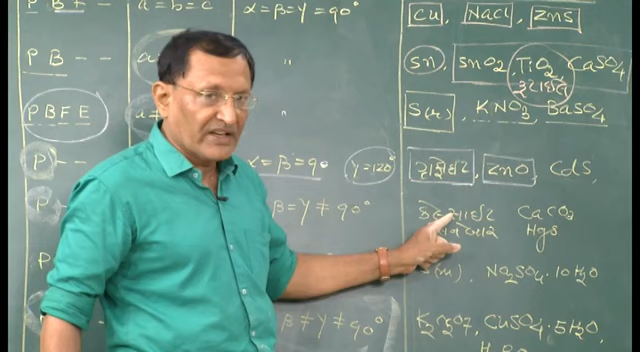 P B F - - a = b = c α = β = γ = 90° Cu, NaCl, ZnS
P B - - a " Sn, SnO2, TiO2, CaSO4
રુટાઈલ
P B F E a ≠ " S(r), KNO3, BaSO4
P - - α = β = 90 γ = 120° ગ્રેફાઈટ, ZnO, CdS,
P β = γ ≠ 90° CaCO3
HgS
P S(m), Na2SO4 · 10H2O
β ≠ γ ≠ 90° K2Cr2O7, CuSO4 · 5H2O,